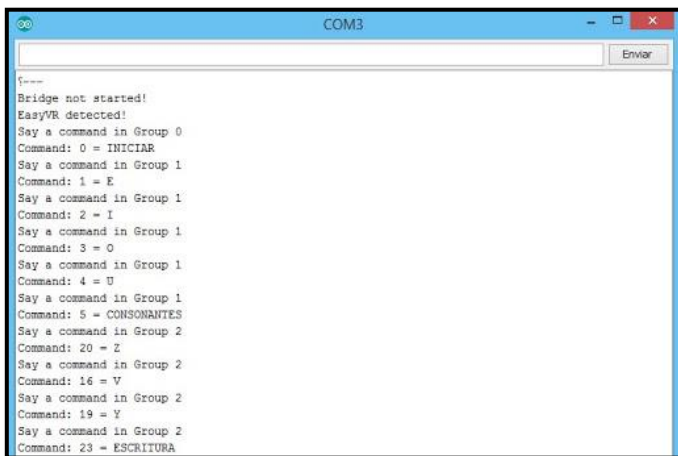 COM3
Enviar
---
Bridge not started!
EasyVR detected!
Say a command in Group 0
Command: 0 = INICIAR
Say a command in Group 1
Command: 1 = E
Say a command in Group 1
Command: 2 = I
Say a command in Group 1
Command: 3 = O
Say a command in Group 1
Command: 4 = U
Say a command in Group 1
Command: 5 = CONSONANTES
Say a command in Group 2
Command: 20 = Z
Say a command in Group 2
Command: 16 = V
Say a command in Group 2
Command: 19 = Y
Say a command in Group 2
Command: 23 = ESCRITURA